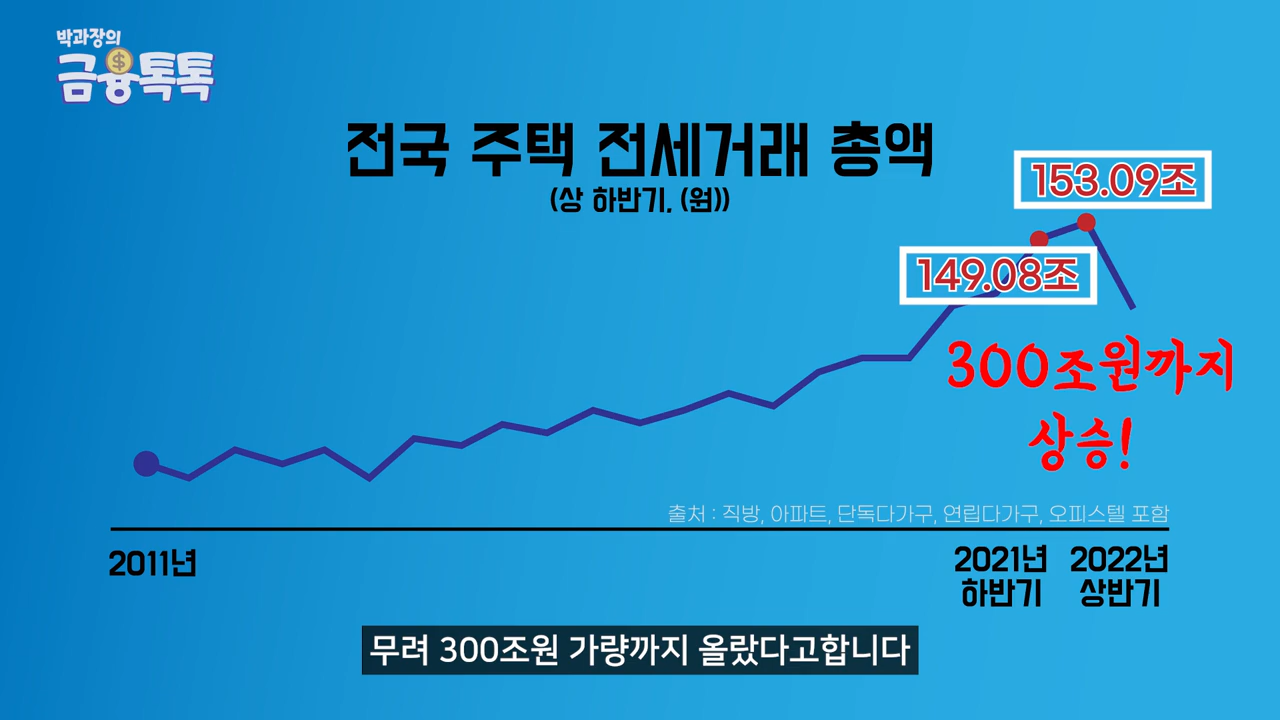 박과장의
금융톡톡
전국 주택 전세거래 총액
(상 하반기, (원))
153.09조
149.08조
300조원까지
상승!
출처 : 직방, 아파트, 단독다가구, 연립다가구, 오피스텔 포함
2011년
2021년
하반기
2022년
상반기
무려 300조원 가량까지 올랐다고합니다